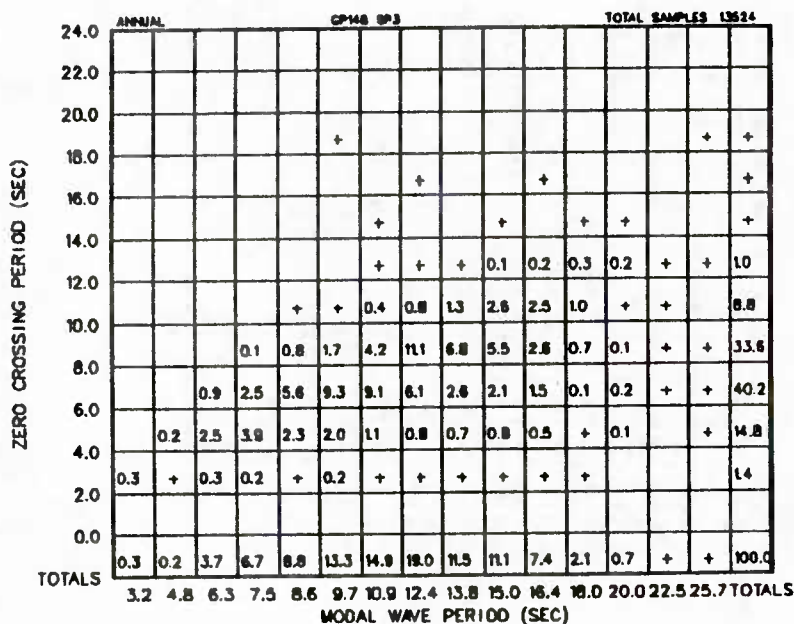 ANNUAL GP148 SP3 TOTAL SAMPLES 13524
24.0
22.0
20.0
+ + +
18.0
+ + +
16.0
+ + + + +
14.0
+ + + 0.1 0.2 0.3 0.2 + + 1.0
12.0
+ + 0.4 0.8 1.3 2.6 2.5 1.0 + + 8.8
10.0
0.1 0.8 1.7 4.2 11.1 6.8 5.5 2.6 0.7 0.1 + + 33.6
8.0
0.9 2.5 5.6 9.3 9.1 6.1 2.6 2.1 1.5 0.1 0.2 + + 40.2
6.0
0.2 2.5 3.9 2.3 2.0 1.1 0.8 0.7 0.8 0.5 + 0.1 + 14.8
4.0
0.3 + 0.3 0.2 + 0.2 + + + + + + 1.4
2.0
0.0
0.3 0.2 3.7 6.7 8.8 13.3 14.9 19.0 11.5 11.1 7.4 2.1 0.7 + + 100.0
TOTALS
3.2 4.8 6.3 7.5 8.6 9.7 10.9 12.4 13.8 15.0 16.4 18.0 20.0 22.5 25.7 TOTALS
MODAL WAVE PERIOD (SEC)
ZERO CROSSING PERIOD (SEC)